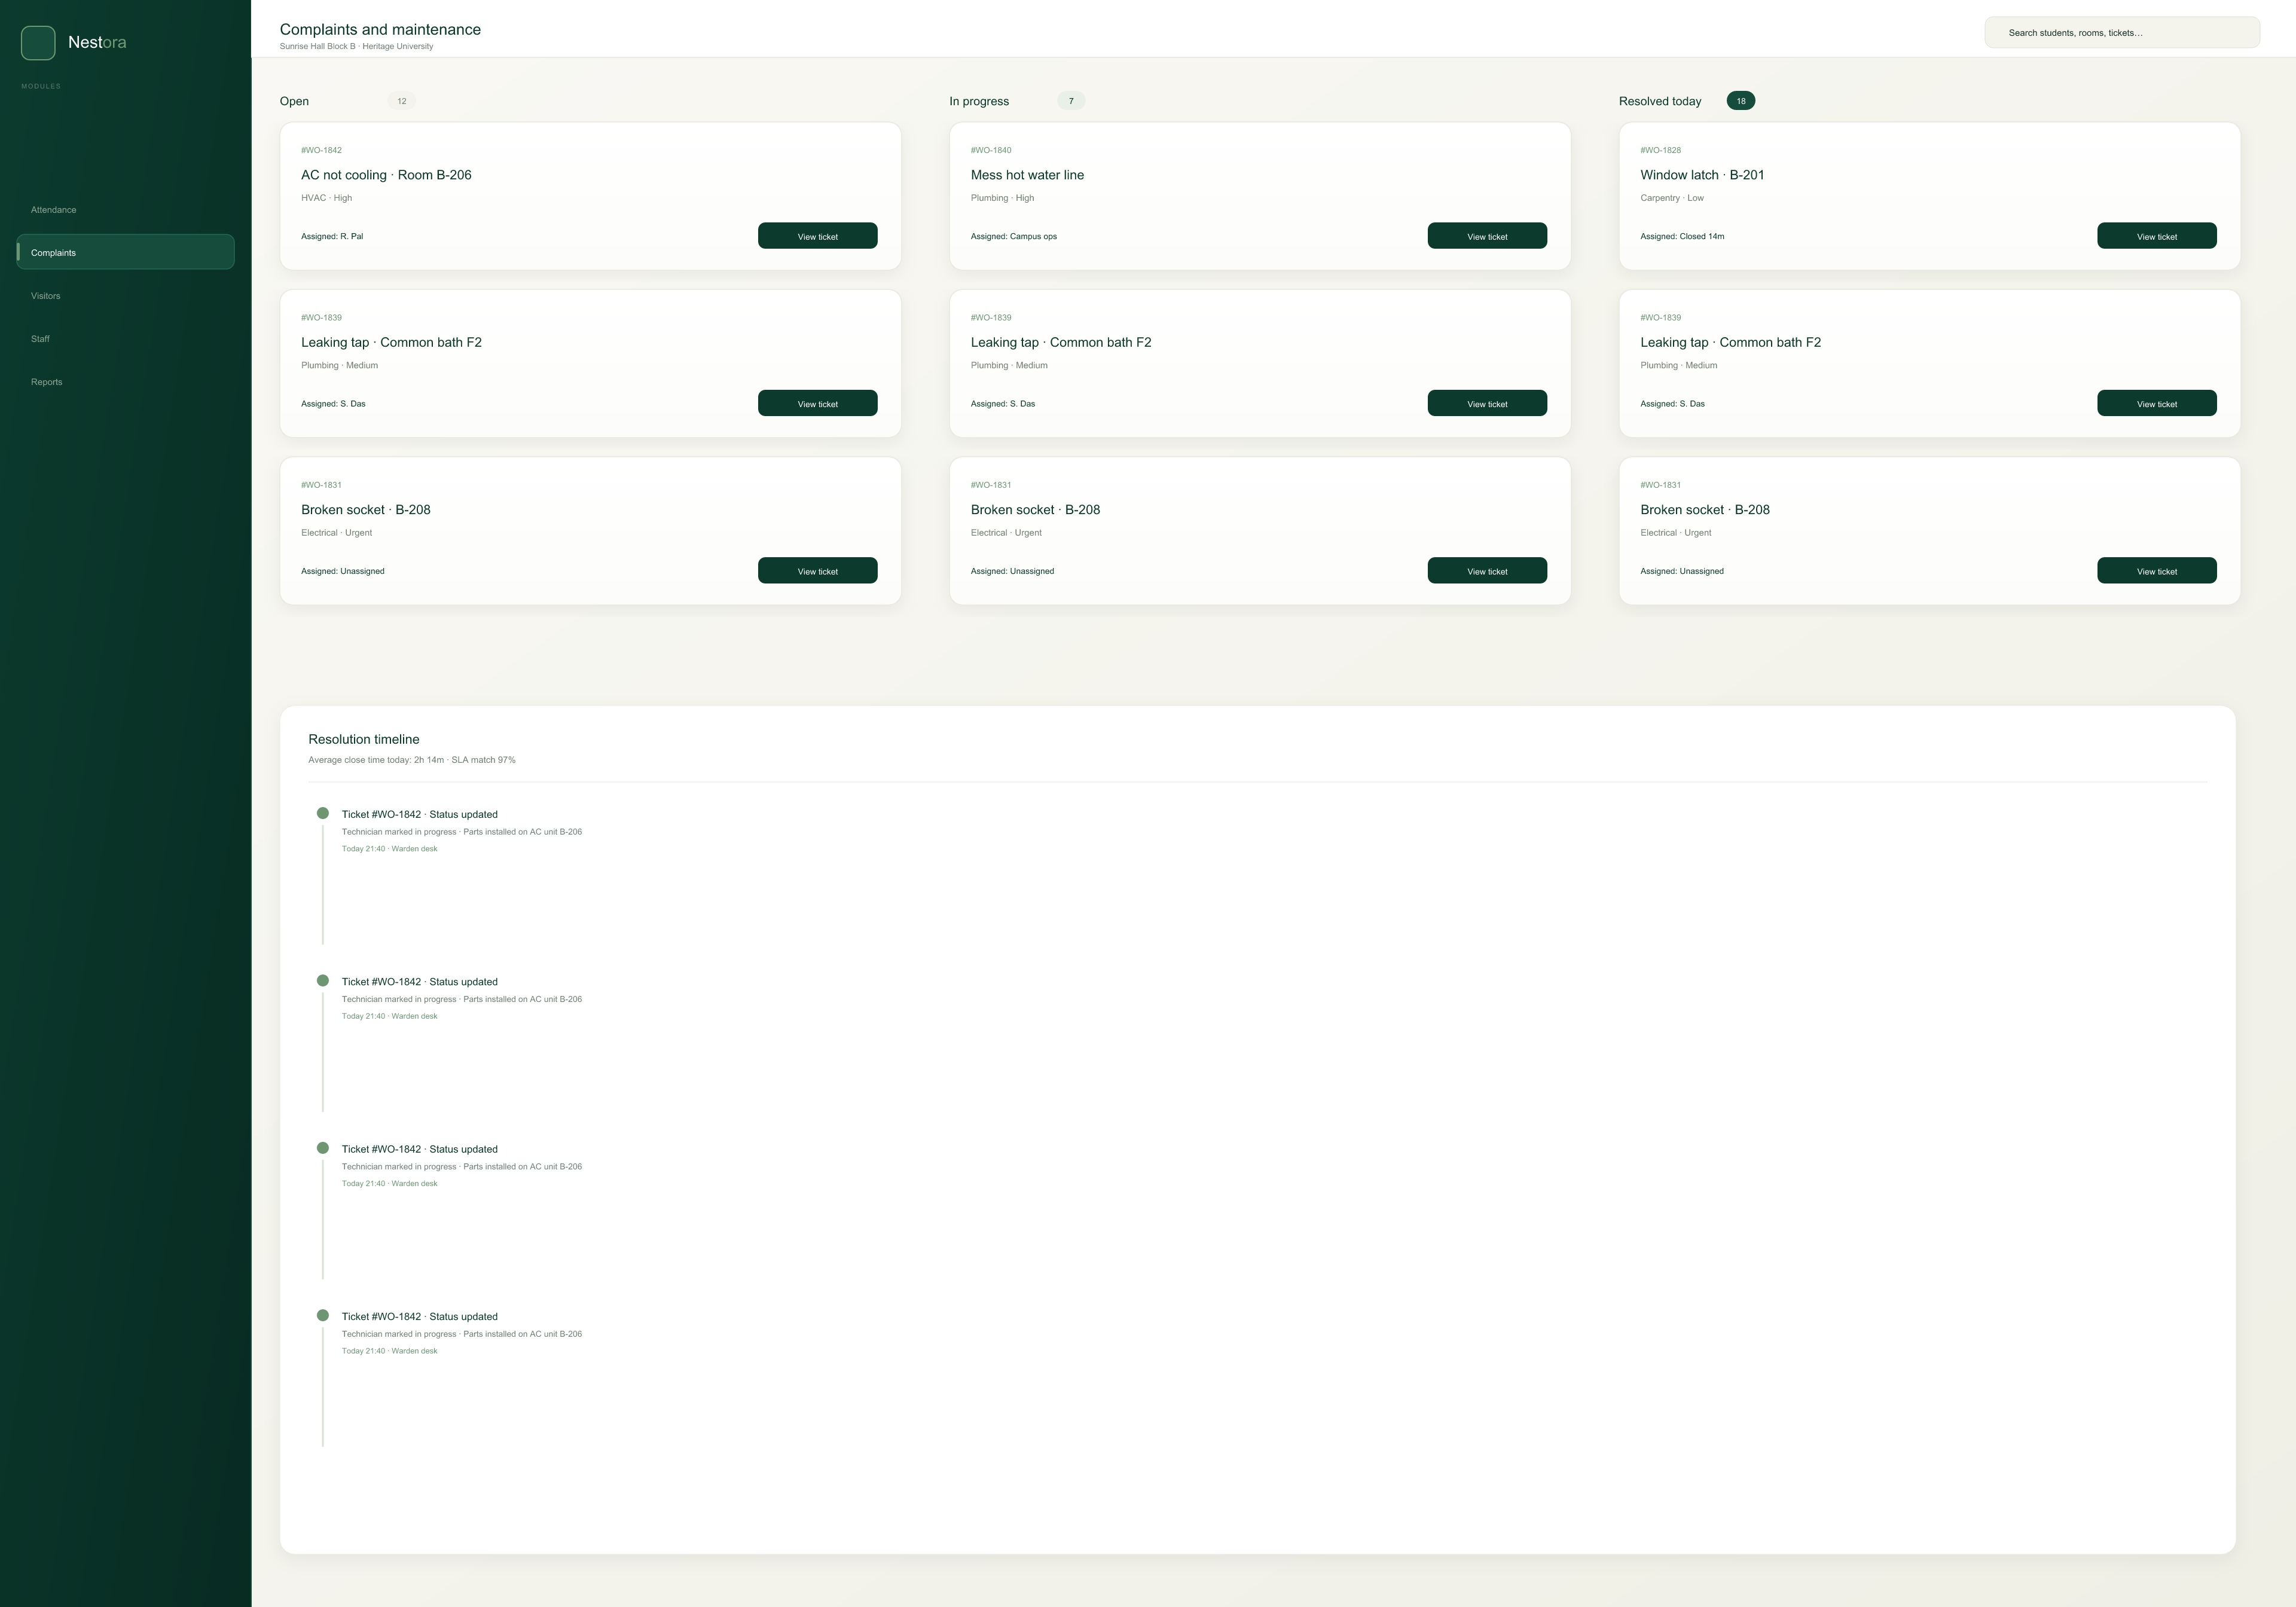 Nestora
MODULES
Attendance
Complaints
Visitors
Staff
Reports
Complaints and maintenance
Sunrise Hall Block B · Heritage University
Search students, rooms, tickets…
Open 12
#WO-1842
AC not cooling · Room B-206
HVAC · High
Assigned: R. Pal
View ticket
#WO-1839
Leaking tap · Common bath F2
Plumbing · Medium
Assigned: S. Das
View ticket
#WO-1831
Broken socket · B-208
Electrical · Urgent
Assigned: Unassigned
View ticket
In progress 7
#WO-1840
Mess hot water line
Plumbing · High
Assigned: Campus ops
View ticket
#WO-1839
Leaking tap · Common bath F2
Plumbing · Medium
Assigned: S. Das
View ticket
#WO-1831
Broken socket · B-208
Electrical · Urgent
Assigned: Unassigned
View ticket
Resolved today 18
#WO-1828
Window latch · B-201
Carpentry · Low
Assigned: Closed 14m
View ticket
#WO-1839
Leaking tap · Common bath F2
Plumbing · Medium
Assigned: S. Das
View ticket
#WO-1831
Broken socket · B-208
Electrical · Urgent
Assigned: Unassigned
View ticket
Resolution timeline
Average close time today: 2h 14m · SLA match 97%
Ticket #WO-1842 · Status updated
Technician marked in progress · Parts installed on AC unit B-206
Today 21:40 · Warden desk
Ticket #WO-1842 · Status updated
Technician marked in progress · Parts installed on AC unit B-206
Today 21:40 · Warden desk
Ticket #WO-1842 · Status updated
Technician marked in progress · Parts installed on AC unit B-206
Today 21:40 · Warden desk
Ticket #WO-1842 · Status updated
Technician marked in progress · Parts installed on AC unit B-206
Today 21:40 · Warden desk